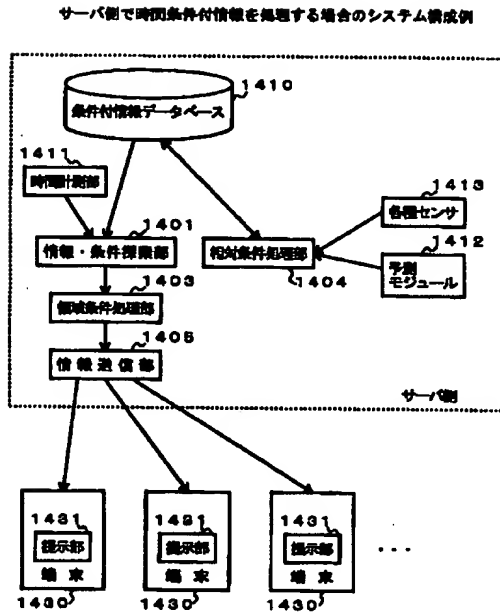 サーバ側で時間条件付情報を処理する場合のシステム構成例
1410
条件付情報データベース
1411
時間計測部
1413
各種センサ
1401
情報・条件探索部
相対条件処理部
1404
1412
予測
モジュール
1403
領域条件処理部
1405
情報送信部
サーバ側
1431
提示部
端末
1430
1431
提示部
端末
1430
1431
提示部
端末
1430
・・・